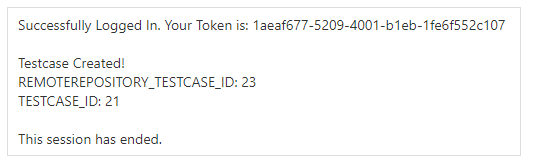 Successfully Logged In. Your Token is: 1aeaf677-5209-4001-b1eb-1fe6f552c107
Testcase Created!
REMOTEREPOSITORY_TESTCASE_ID: 23
TESTCASE_ID: 21
This session has ended.